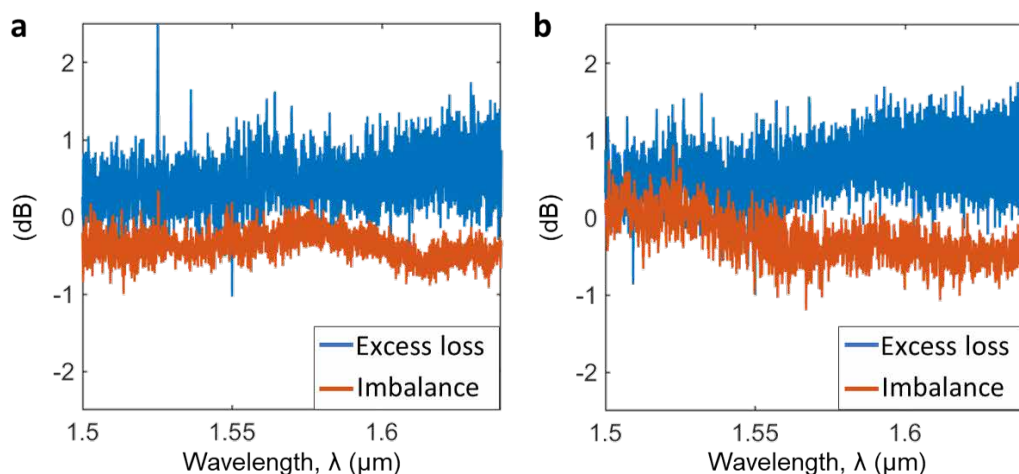 a
b
2
1
0
-1
-2
(dB)
Excess loss
Imbalance
1.5
1.55
1.6
Wavelength, λ (μm)
2
1
0
-1
-2
(dB)
Excess loss
Imbalance
1.5
1.55
1.6
Wavelength, λ (μm)